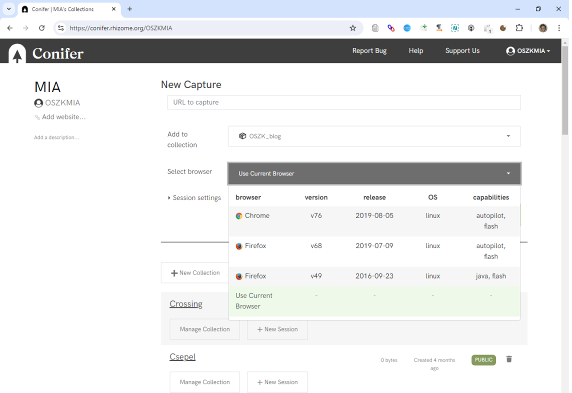 Conifer | MIA's Collections
https://conifer.rhizome.org/OSZKMIA
Conifer
Report Bug
Help
Support Us
OSZKMIA
MIA
OSZKMIA
Add website...
Add a description...
New Capture
URL to capture
Add to collection
OSZK_blog
Select browser
Use Current Browser
Session settings
browser version release OS capabilities
Chrome v76 2019-08-05 linux autopilot, flash
Firefox v68 2019-07-09 linux autopilot, flash
Firefox v49 2016-09-23 linux java, flash
Use Current Browser - - - -
New Collection
Crossing
Manage Collection
+ New Session
Csepel
0 bytes
Created 4 months ago
PUBLIC
Manage Collection
+ New Session